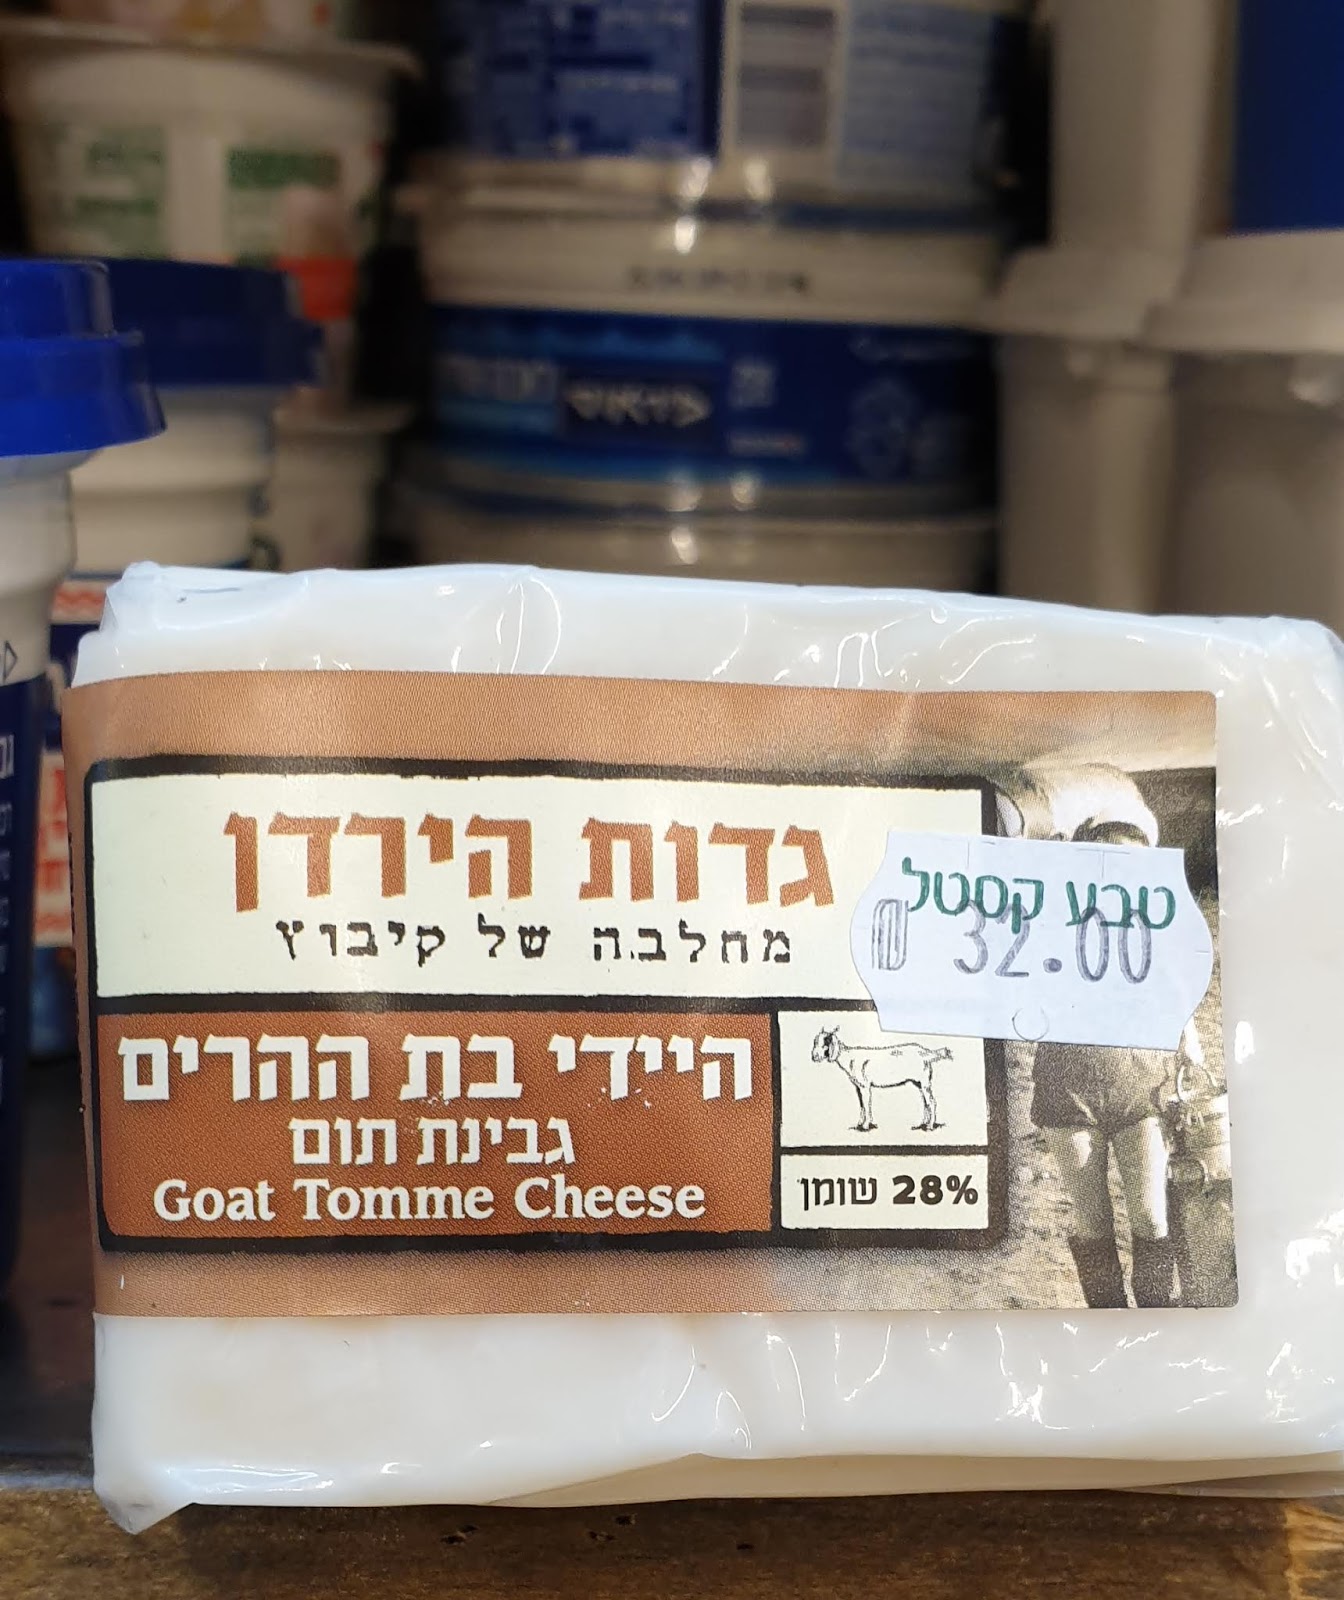 גדות הירדן
מחלבה של קיבוץ
טבע קסטל
₪ 32.00
היידי בת ההרים
גבינת תום
Goat Tomme Cheese
28% שומן